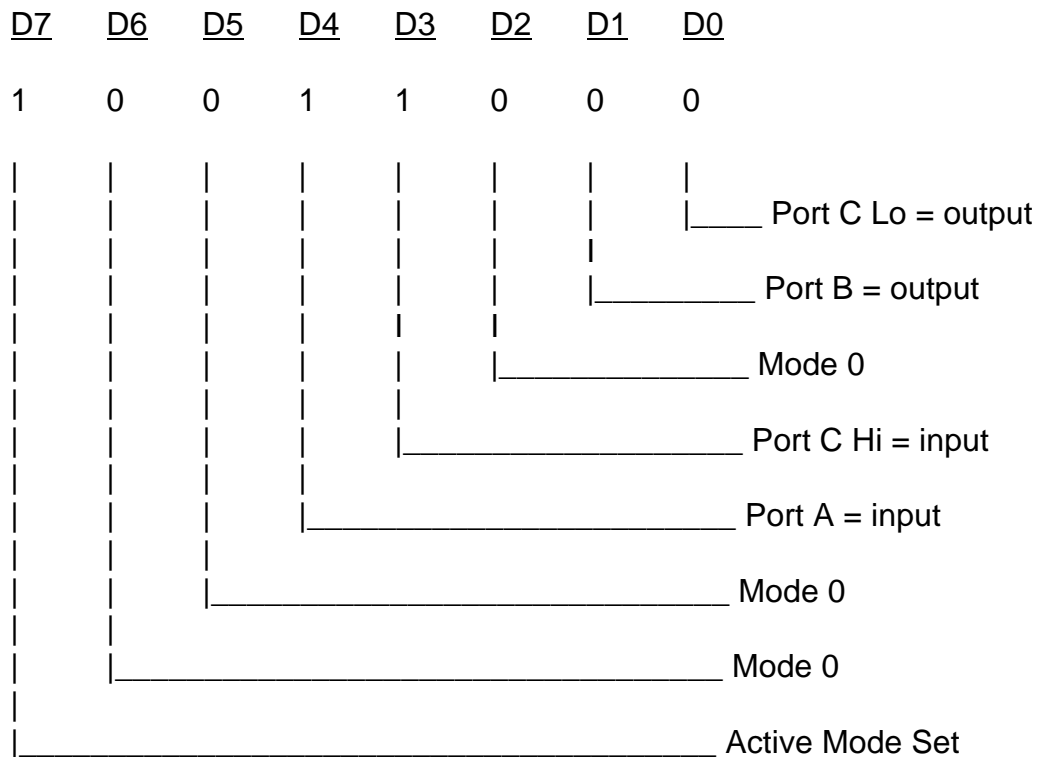 D7 D6 D5 D4 D3 D2 D1 D0
1 0 0 1 1 0 0 0
Port C Lo = output
Port B = output
Mode 0
Port C Hi = input
Port A = input
Mode 0
Mode 0
Active Mode Set